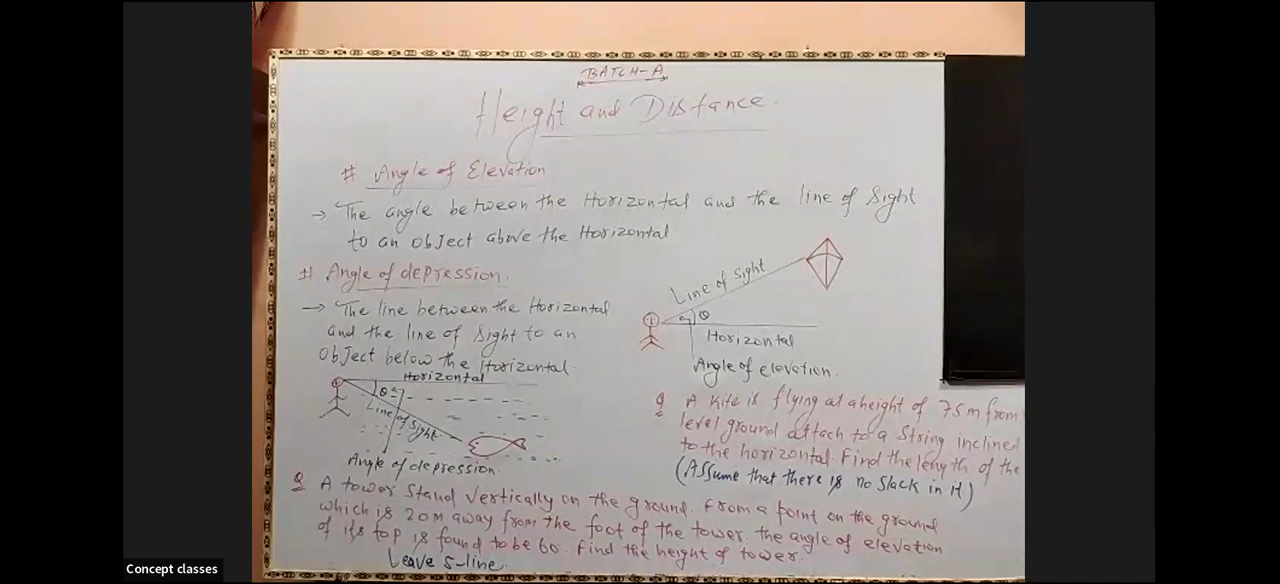 BATCH-A
Height and Distance.
# Angle of Elevation
→ The angle between the Horizontal and the line of Sight
to an object above the Horizontal.
# Angle of depression.
→ The line between the Horizontal
and the line of Sight to an
Object below the Horizontal.
Line of Sight
θ
Horizontal
Angle of elevation.
Horizontal
θ
Line of Sight.
Angle of depression.
Q A Kite is flying at a height of 75 m from
level ground attach to a String inclined
to the horizontal. Find the length of the
(Assume that there is no Slack in it)
Q A tower Stand Vertically on the ground. From a point on the ground
which is 20m away from the foot of the tower. the angle of elevation
of its top is found to be 60. Find the height of tower.
Leave 5-line.
Concept classes